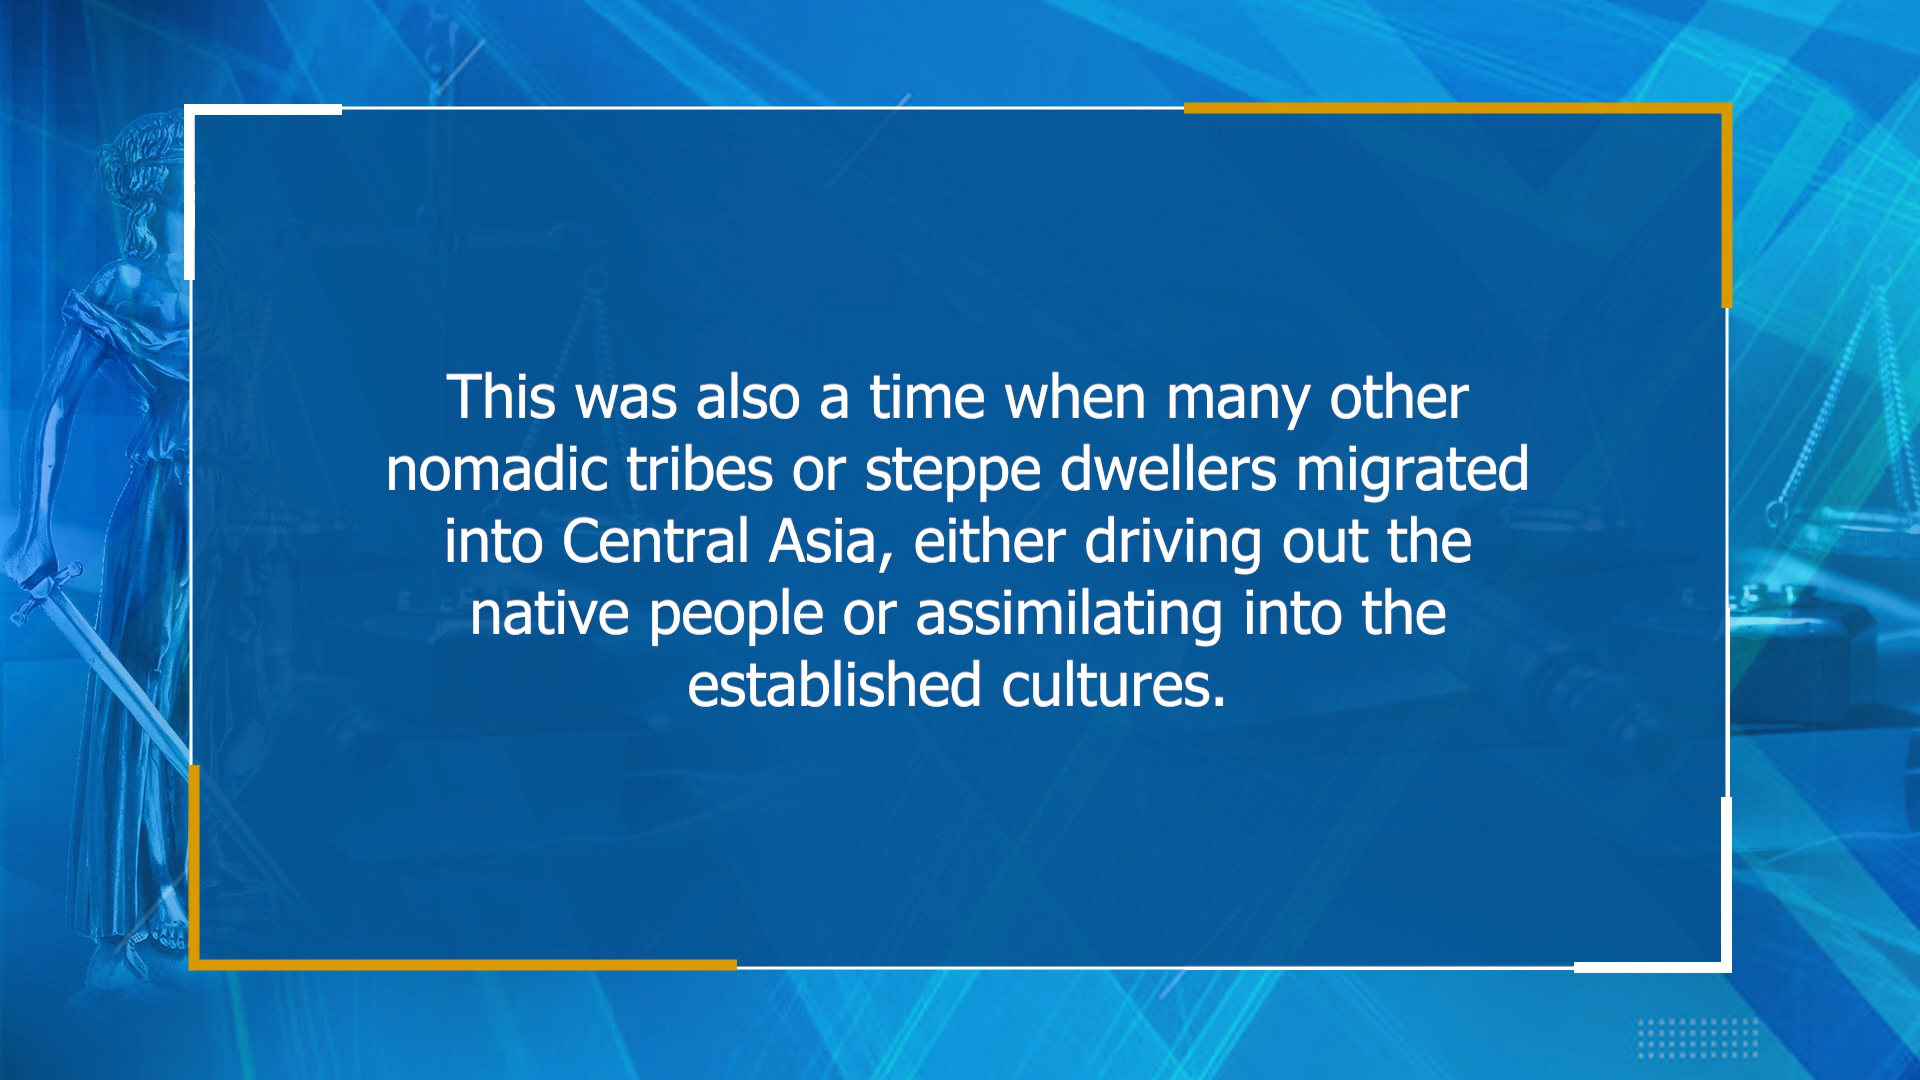 This was also a time when many other
nomadic tribes or steppe dwellers migrated
into Central Asia, either driving out the
native people or assimilating into the
established cultures.